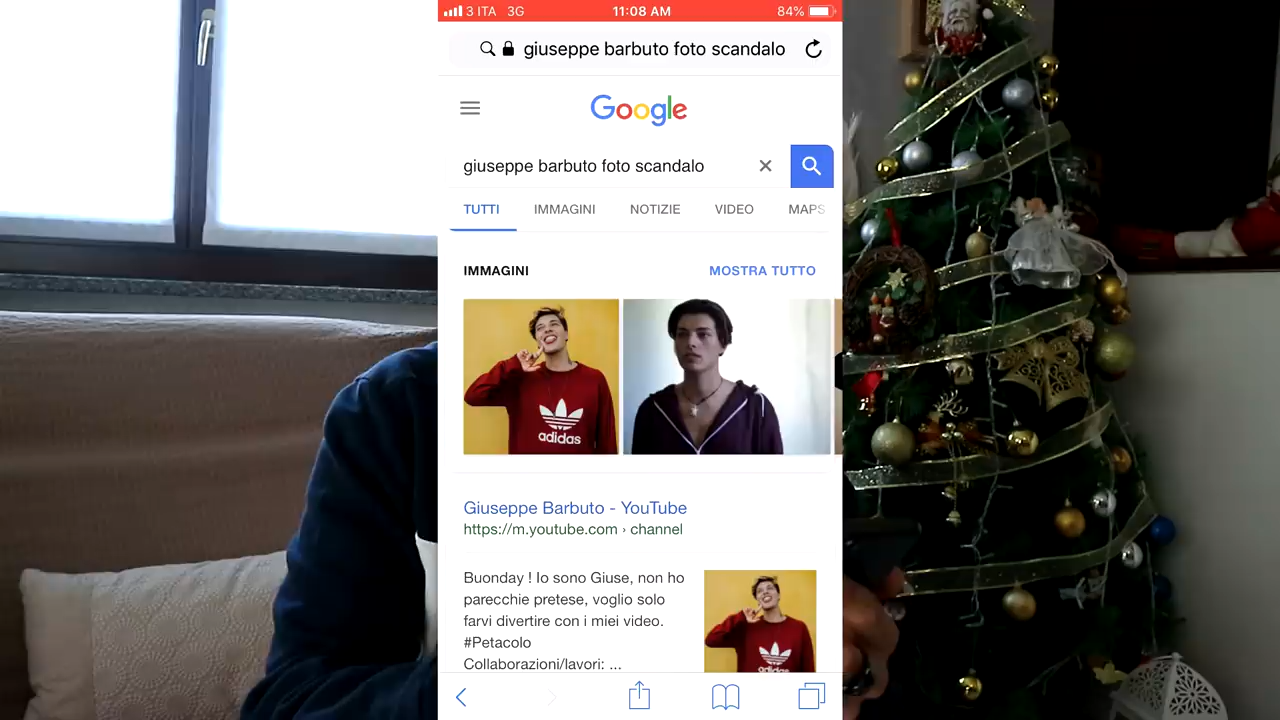 3 ITA 3G 11:08 AM 84%
giuseppe barbuto foto scandalo
Google
giuseppe barbuto foto scandalo
TUTTI IMMAGINI NOTIZIE VIDEO MAPS
IMMAGINI MOSTRA TUTTO
adidas
Giuseppe Barbuto - YouTube
https://m.youtube.com › channel
Buonday ! Io sono Giuse, non ho
parecchie pretese, voglio solo
farvi divertire con i miei video.
#Petacolo
Collaborazioni/lavori: ...
adidas